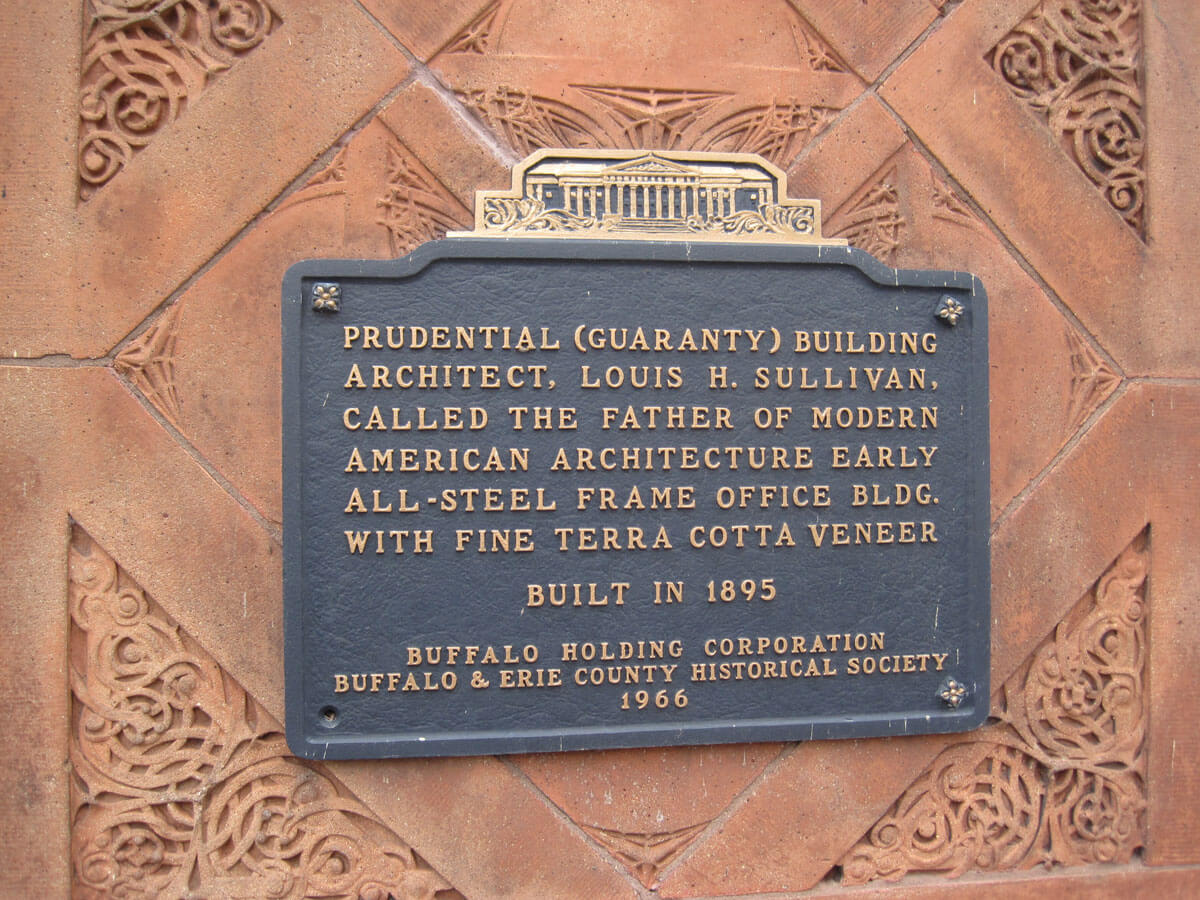 PRUDENTIAL (GUARANTY) BUILDING
ARCHITECT, LOUIS H. SULLIVAN,
CALLED THE FATHER OF MODERN
AMERICAN ARCHITECTURE EARLY
ALL-STEEL FRAME OFFICE BLDG.
WITH FINE TERRA COTTA VENEER
BUILT IN 1895
BUFFALO HOLDING CORPORATION
BUFFALO & ERIE COUNTY HISTORICAL SOCIETY
1966